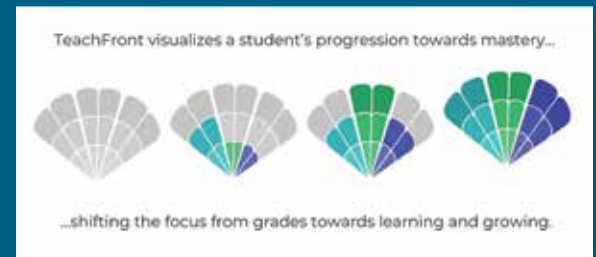 TeachFront visualizes a student's progression towards mastery...
...shifting the focus from grades towards learning and growing.